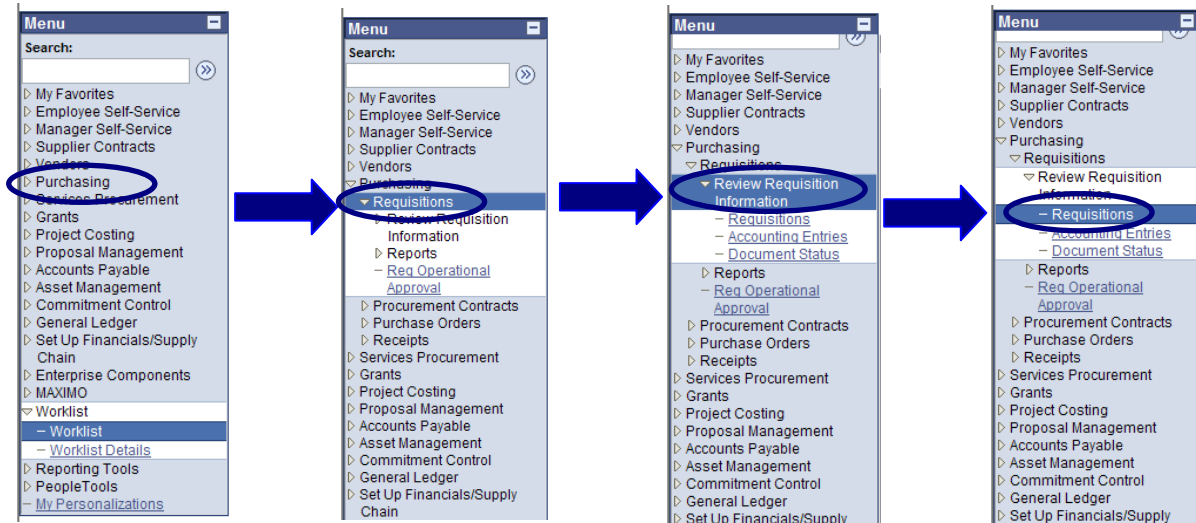 Menu
Search:
My Favorites
Employee Self-Service
Manager Self-Service
Supplier Contracts
Vendors
Purchasing
Services Procurement
Grants
Project Costing
Proposal Management
Accounts Payable
Asset Management
Commitment Control
General Ledger
Set Up Financials/Supply
Chain
Enterprise Components
MAXIMO
Worklist
– Worklist
– Worklist Details
Reporting Tools
PeopleTools
– My Personalizations
Menu
Search:
My Favorites
Employee Self-Service
Manager Self-Service
Supplier Contracts
Vendors
Purchasing
Requisitions
Review Requisition
Information
Reports
– Req Operational
Approval
Procurement Contracts
Purchase Orders
Receipts
Services Procurement
Grants
Project Costing
Proposal Management
Accounts Payable
Asset Management
Commitment Control
General Ledger
Set Up Financials/Supply
Chain
Menu
My Favorites
Employee Self-Service
Manager Self-Service
Supplier Contracts
Vendors
Purchasing
Requisitions
Review Requisition
Information
– Requisitions
– Accounting Entries
– Document Status
Reports
– Req Operational
Approval
Procurement Contracts
Purchase Orders
Receipts
Services Procurement
Grants
Project Costing
Proposal Management
Accounts Payable
Asset Management
Commitment Control
General Ledger
Set Up Financials/Supply
Menu
My Favorites
Employee Self-Service
Manager Self-Service
Supplier Contracts
Vendors
Purchasing
Requisitions
Review Requisition
Information
– Requisitions
– Accounting Entries
– Document Status
Reports
– Req Operational
Approval
Procurement Contracts
Purchase Orders
Receipts
Services Procurement
Grants
Project Costing
Proposal Management
Accounts Payable
Asset Management
Commitment Control
General Ledger
Set Up Financials/Supply